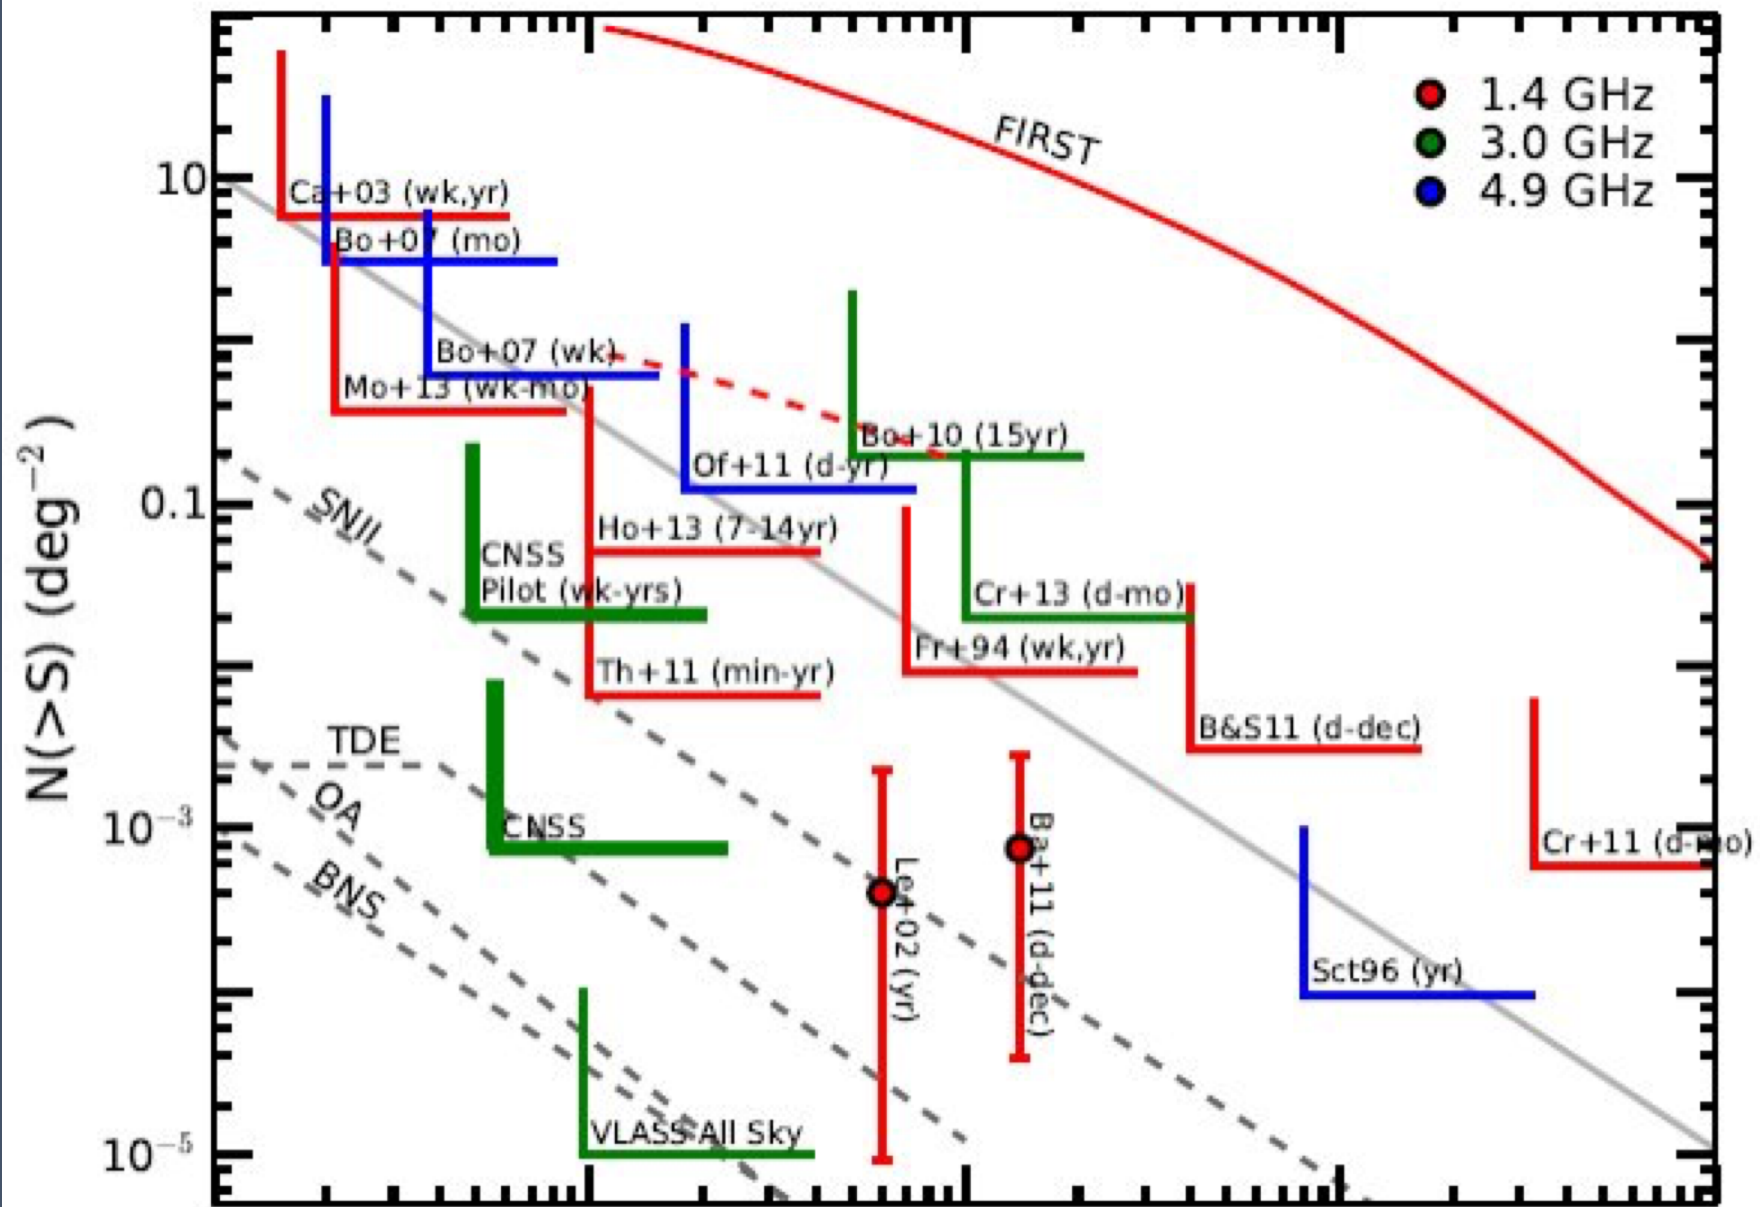 FIRST
1.4 GHz
3.0 GHz
4.9 GHz
10
Ca+03 (wk,yr)
Bo+07 (mo)
Bo+07 (wk)
Mo+13 (wk-mo)
Bo+10 (15yr)
Of+11 (d-yr)
0.1
SNII
Ho+13 (7-14yr)
CNSS
Pilot (wk-yrs)
Cr+13 (d-mo)
Fr+94 (wk,yr)
Th+11 (min-yr)
N(>S) (deg⁻²)
B&S11 (d-dec)
TDE
OA
10⁻³
CNSS
Cr+11 (d-mo)
BNS
Le+02 (yr)
Ba+11 (d-dec)
Sct96 (yr)
VLASS All Sky
10⁻⁵